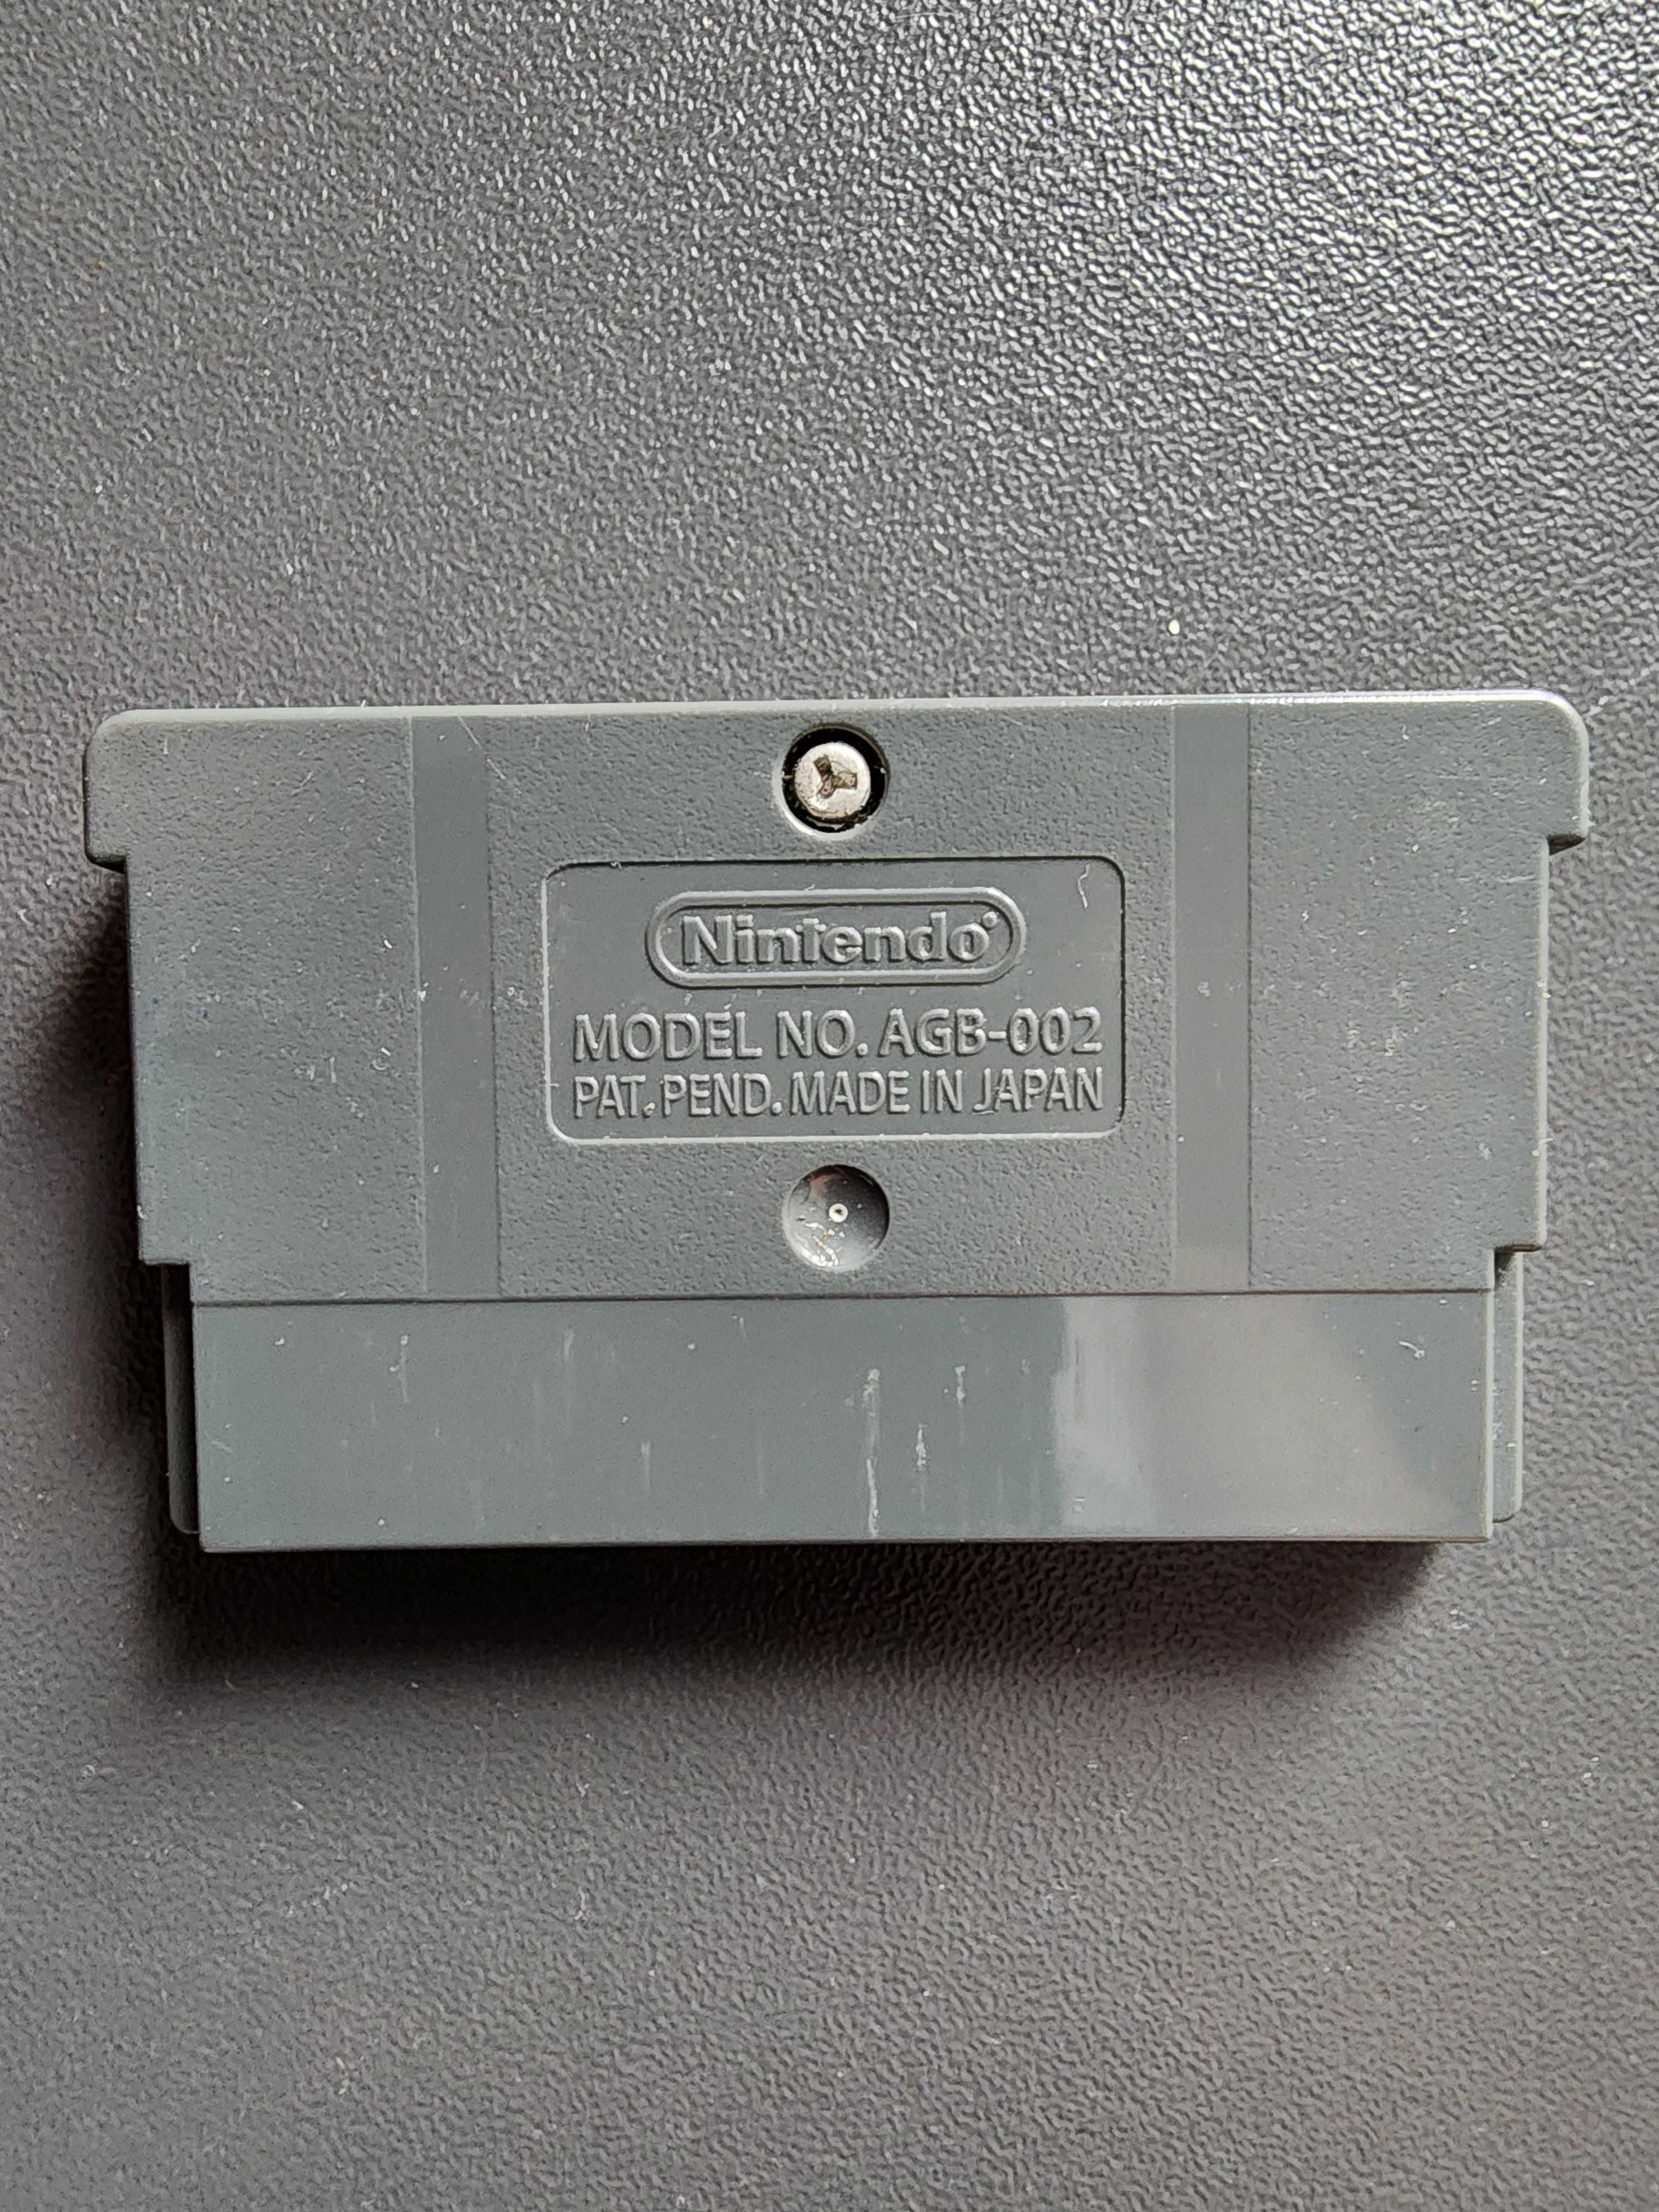 Nintendo
MODEL NO. AGB-002
PAT. PEND. MADE IN JAPAN